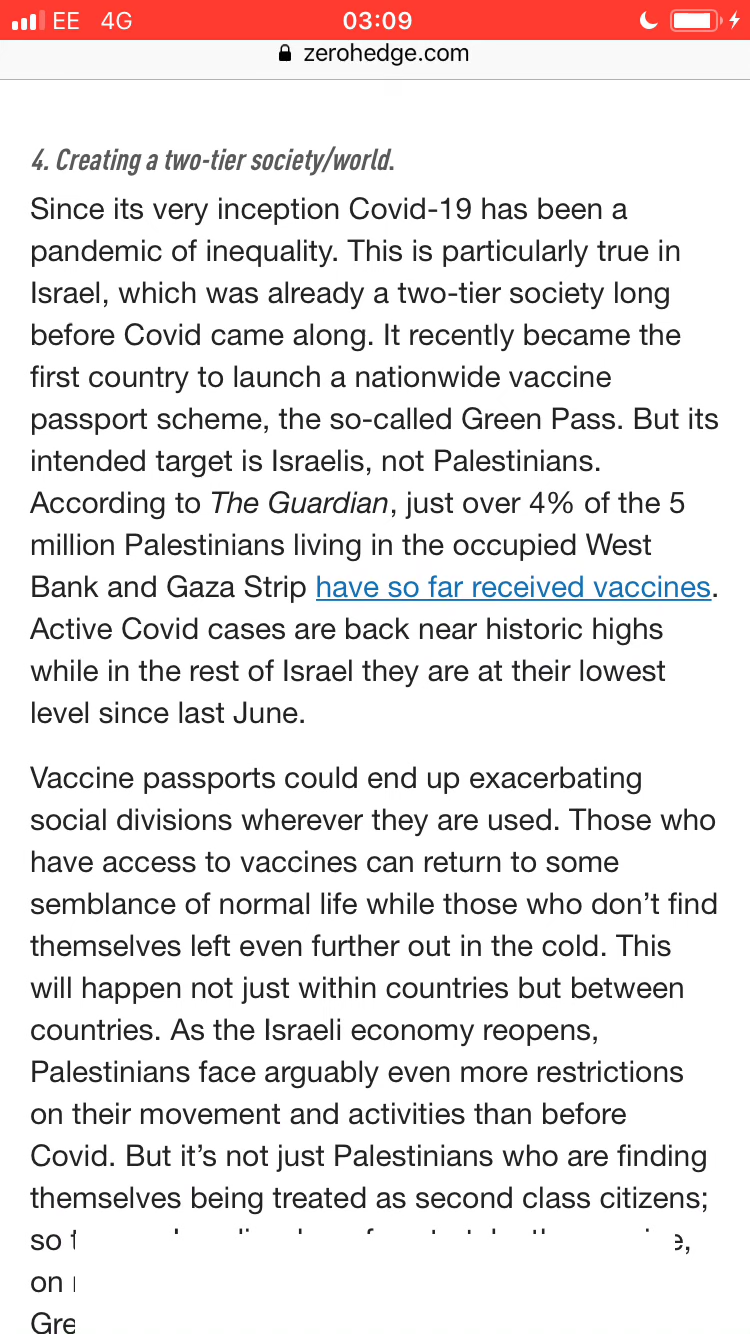 EE 4G 03:09
zerohedge.com
4. Creating a two-tier society/world.
Since its very inception Covid-19 has been a
pandemic of inequality. This is particularly true in
Israel, which was already a two-tier society long
before Covid came along. It recently became the
first country to launch a nationwide vaccine
passport scheme, the so-called Green Pass. But its
intended target is Israelis, not Palestinians.
According to The Guardian, just over 4% of the 5
million Palestinians living in the occupied West
Bank and Gaza Strip have so far received vaccines.
Active Covid cases are back near historic highs
while in the rest of Israel they are at their lowest
level since last June.
Vaccine passports could end up exacerbating
social divisions wherever they are used. Those who
have access to vaccines can return to some
semblance of normal life while those who don’t find
themselves left even further out in the cold. This
will happen not just within countries but between
countries. As the Israeli economy reopens,
Palestinians face arguably even more restrictions
on their movement and activities than before
Covid. But it’s not just Palestinians who are finding
themselves being treated as second class citizens;
so
on
Gre